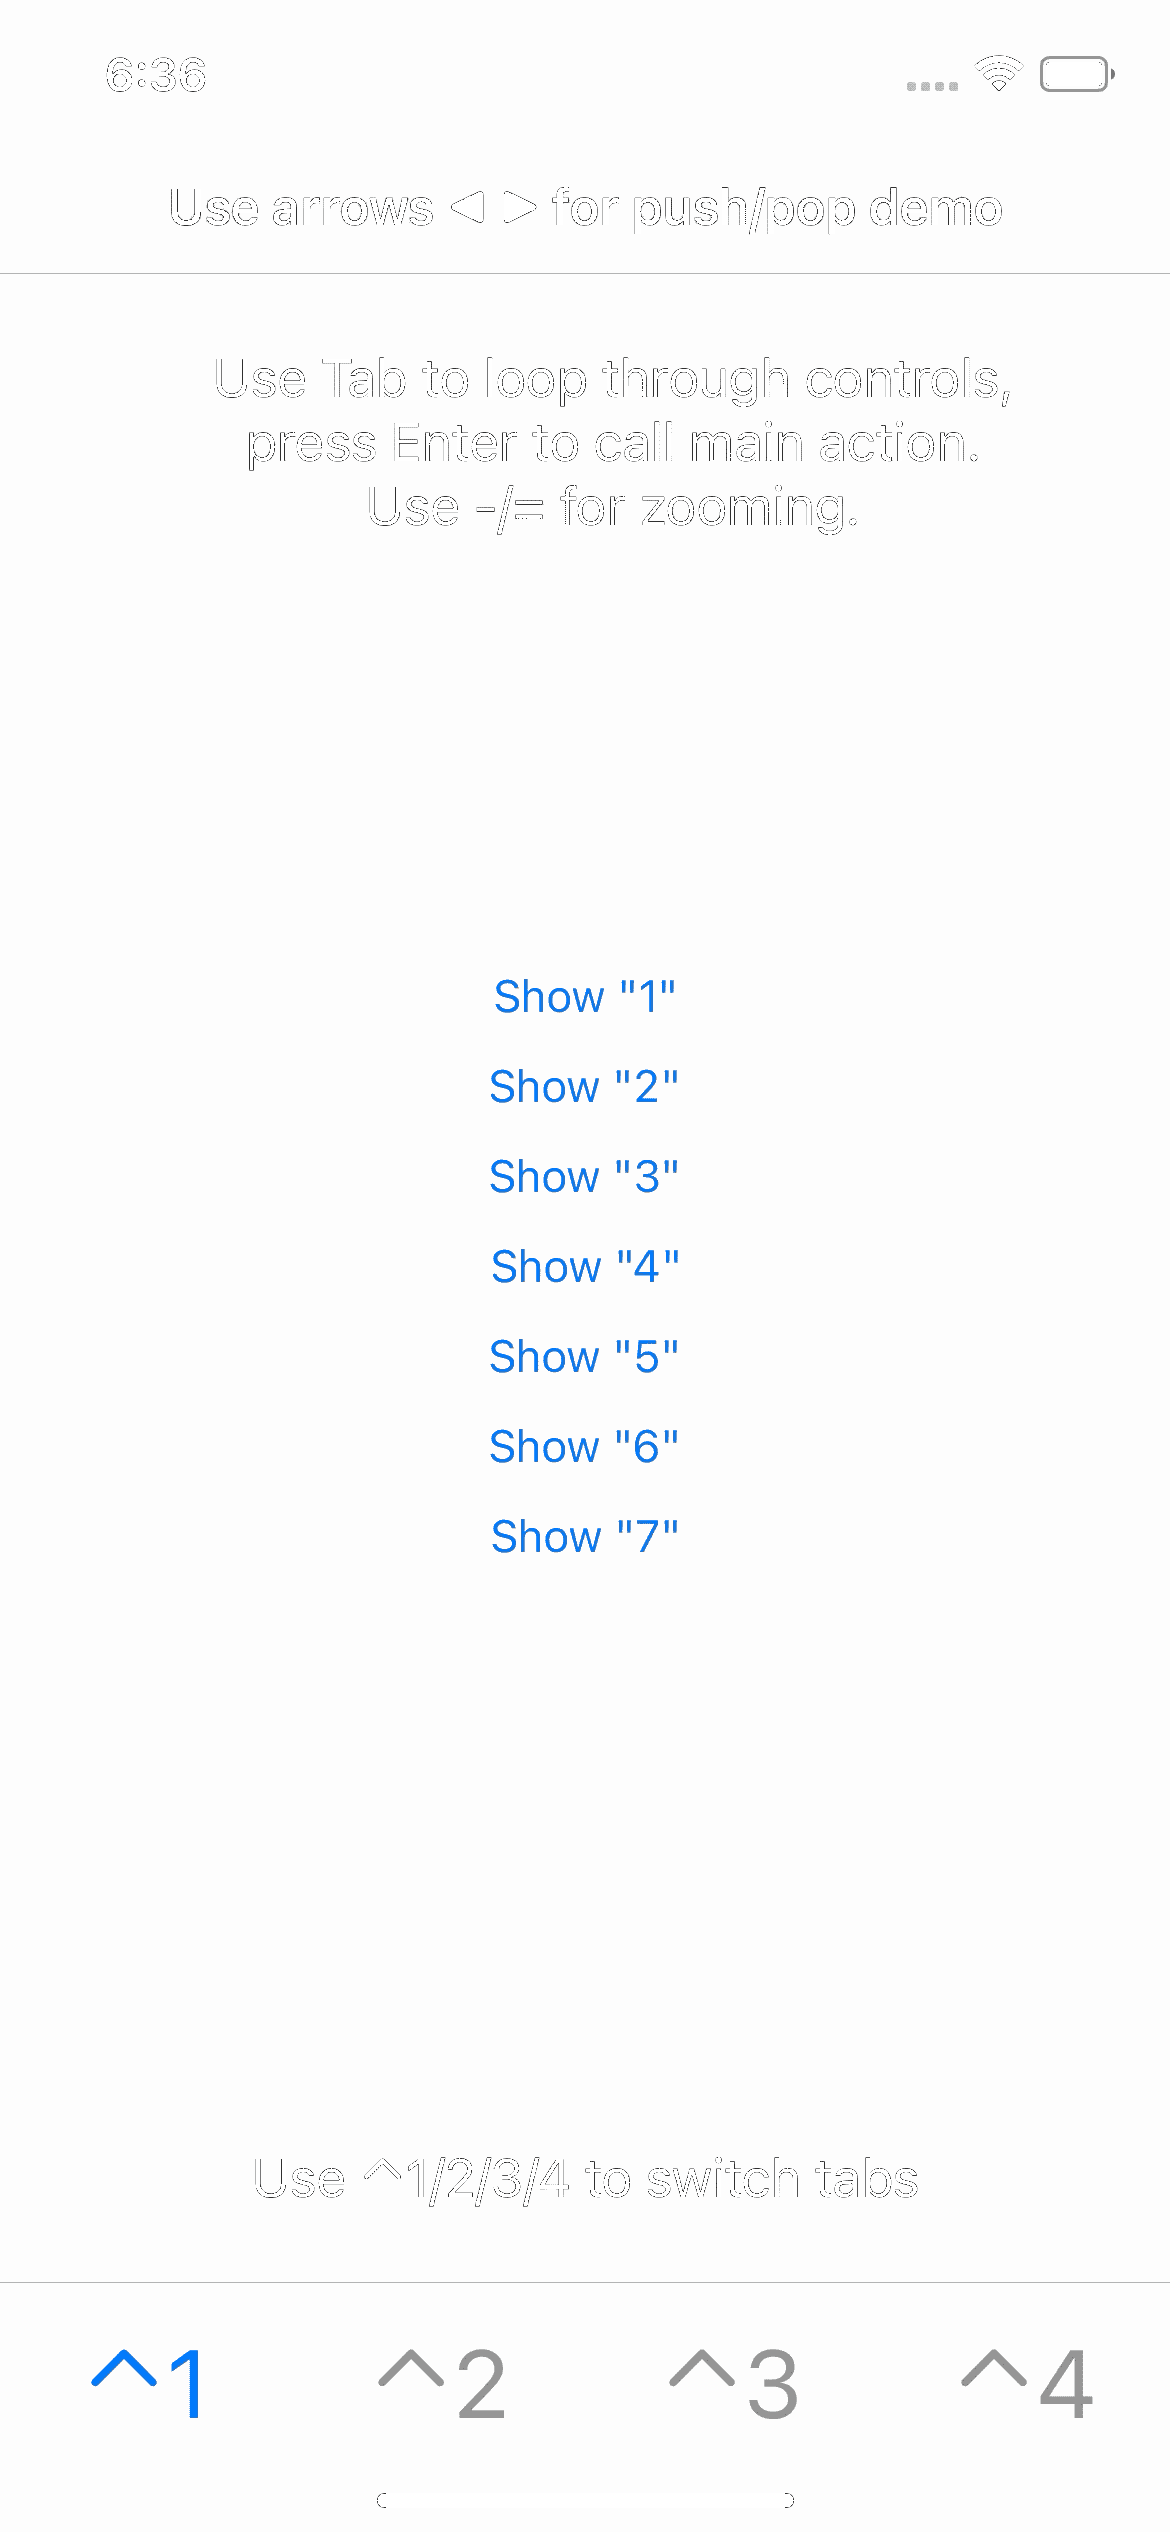 6:36
Use arrows ◁ ▷ for push/pop demo
Use Tab to loop through controls,
press Enter to call main action.
Use -/= for zooming.
Show "1"
Show "2"
Show "3"
Show "4"
Show "5"
Show "6"
Show "7"
Use ^1/2/3/4 to switch tabs
^1 ^2 ^3 ^4